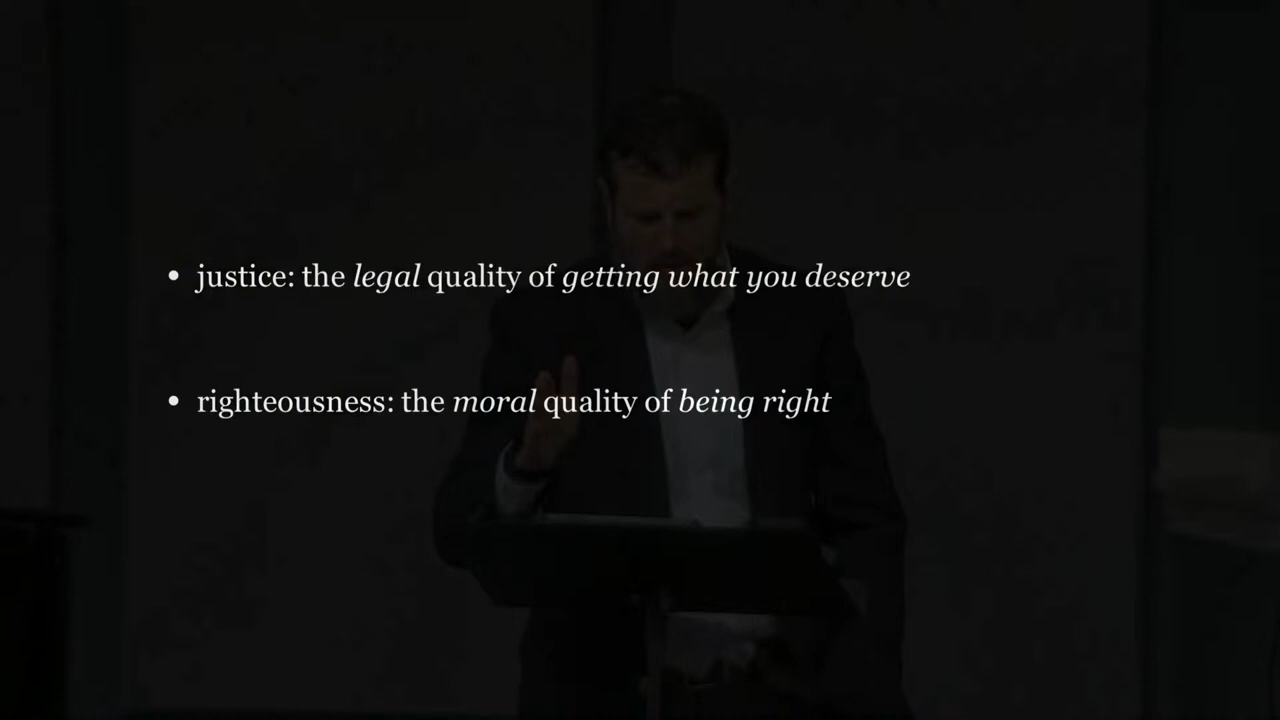 • justice: the legal quality of getting what you deserve
• righteousness: the moral quality of being right